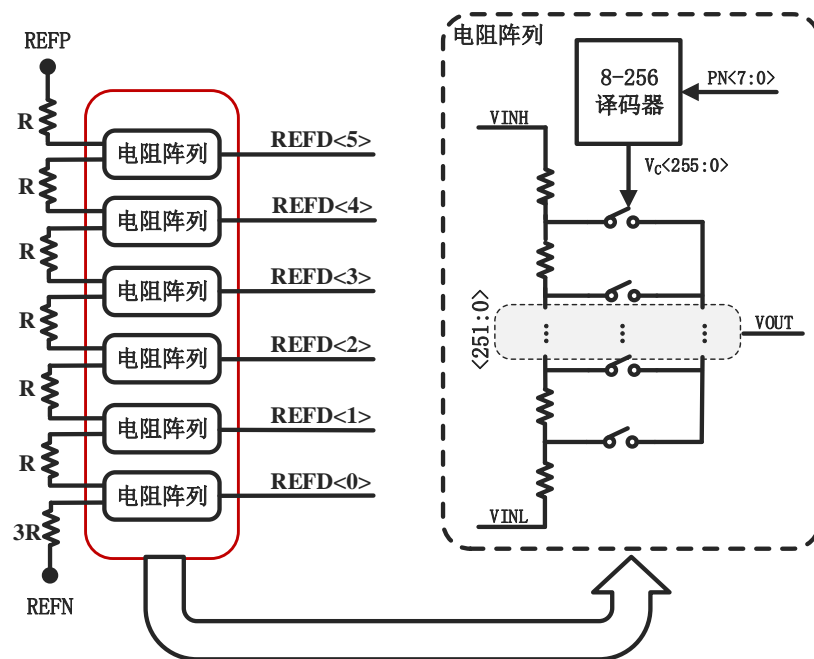 REFP
R
电阻阵列
REFD<5>
R
电阻阵列
REFD<4>
R
电阻阵列
REFD<3>
R
电阻阵列
REFD<2>
R
电阻阵列
REFD<1>
R
电阻阵列
REFD<0>
3R
REFN
电阻阵列
8-256
译码器
PN<7:0>
VINH
VC<255:0>
<251:0>
VOUT
VINL